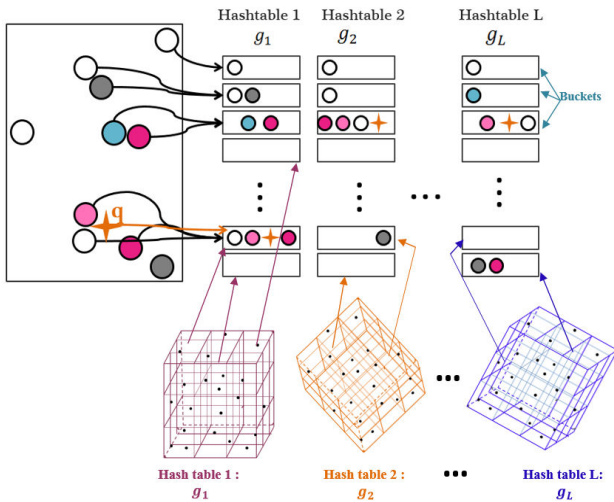 Hashtable 1 Hashtable 2 Hashtable L
g1 g2 gL
Buckets
q
Hash table 1 : Hash table 2 : Hash table L:
g1 g2 gL